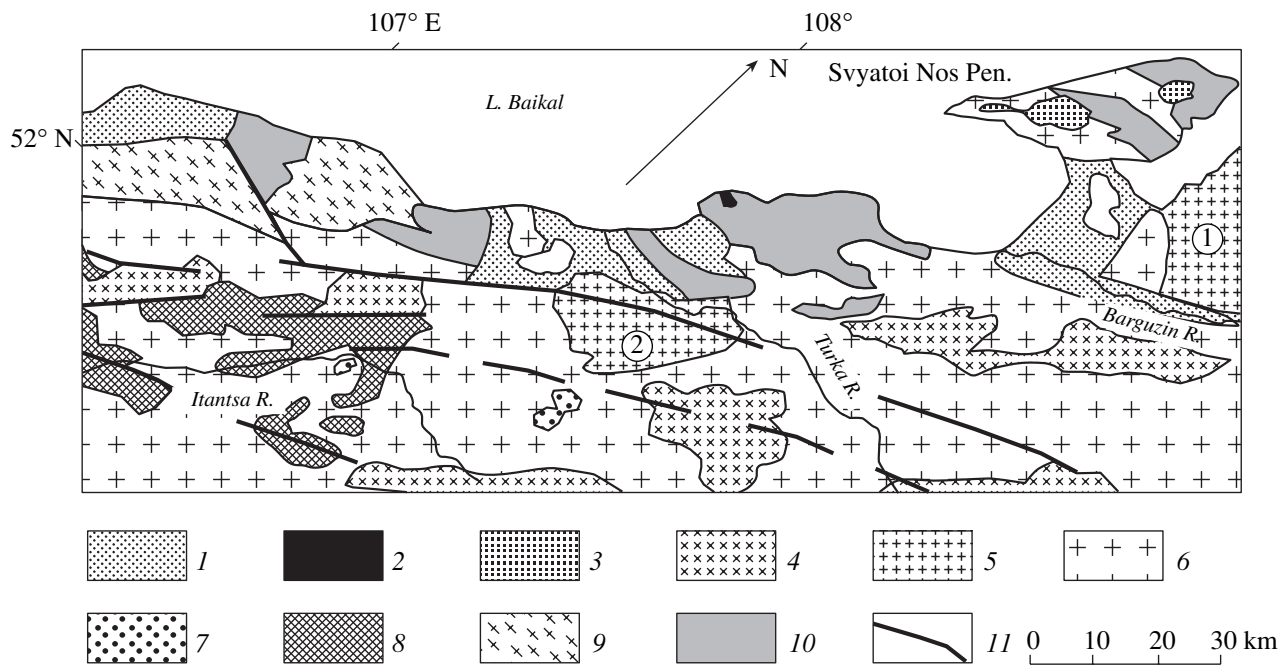 107° E 108°
N
Svyatoi Nos Pen.
L. Baikal
52° N
1
Barguzin R.
2
Turka R.
Itantsa R.
1 2 3 4 5 6
7 8 9 10 11
0 10 20 30 km